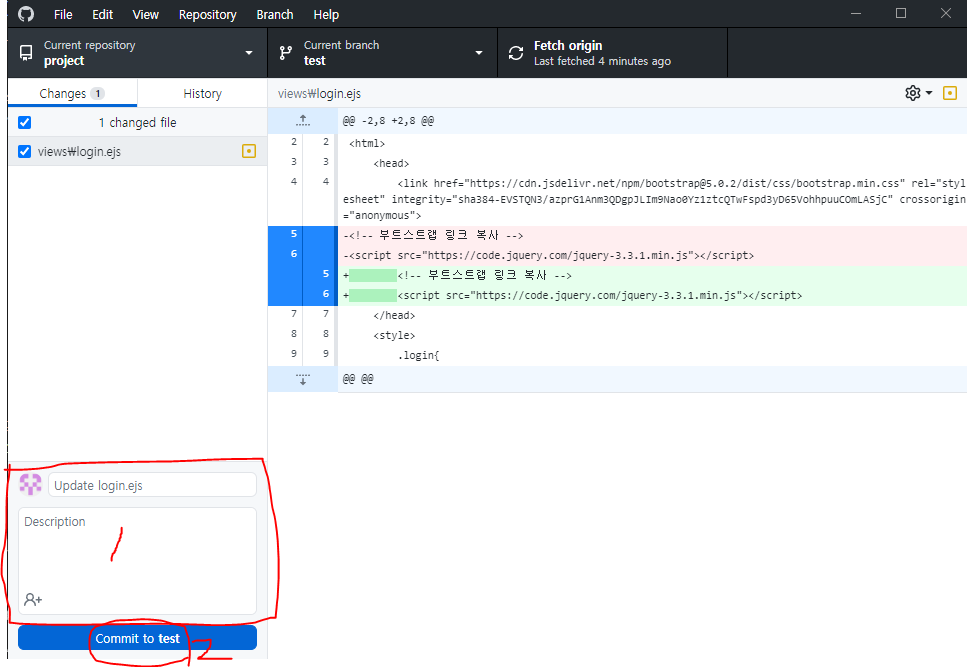 File Edit View Repository Branch Help
Current repository
project
Current branch
test
Fetch origin
Last fetched 4 minutes ago
Changes 1
History
1 changed file
views₩login.ejs
views₩login.ejs
@@ -2,8 +2,8 @@
2 2 <html>
3 3 <head>
4 4 <link href="https://cdn.jsdelivr.net/npm/bootstrap@5.0.2/dist/css/bootstrap.min.css" rel="styl
esheet" integrity="sha384-EVSTQN3/azprG1Anm3QDgpJLIm9Nao0Yz1ztcQTwFspd3yD65VohhpuuCOmLASjC" crossorigin
="anonymous">
5 -<!-- 부트스트랩 링크 복사 -->
6 -<script src="https://code.jquery.com/jquery-3.3.1.min.js"></script>
5 + <!-- 부트스트랩 링크 복사 -->
6 + <script src="https://code.jquery.com/jquery-3.3.1.min.js"></script>
7 7 </head>
8 8 <style>
9 9 .login{
@@ @@
Update login.ejs
Description
1
Commit to test
2